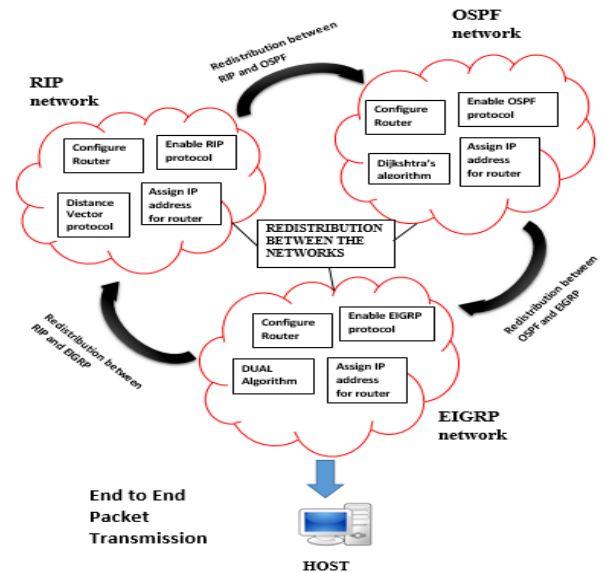 OSPF
network
Redistribution between
RIP and OSPF
RIP
network
Configure
Router
Enable RIP
protocol
Distance
Vector
protocol
Assign IP
address
for router
Configure
Router
Enable OSPF
protocol
Dijkshtra's
algorithm
Assign IP
address for
router
REDISTRIBUTION
BETWEEN THE
NETWORKS
Redistribution between
RIP and EIGRP
Redistribution between
OSPF and EIGRP
Configure
Router
Enable EIGRP
protocol
DUAL
Algorithm
Assign IP
address
for router
EIGRP
network
End to End
Packet
Transmission
HOST